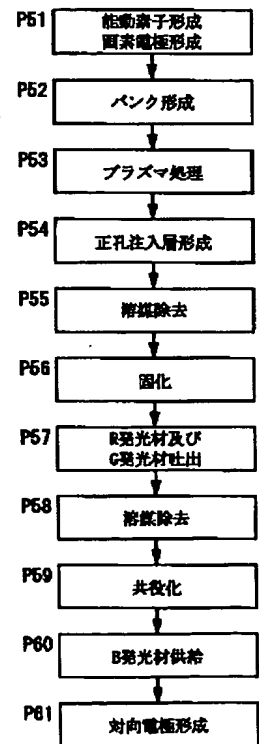 P51
能動素子形成
画素電極形成
P52
バンク形成
P53
プラズマ処理
P54
正孔注入層形成
P55
溶媒除去
P56
固化
P57
R発光材及び
G発光材吐出
P58
溶媒除去
P59
共役化
P60
B発光材供給
P61
対向電極形成